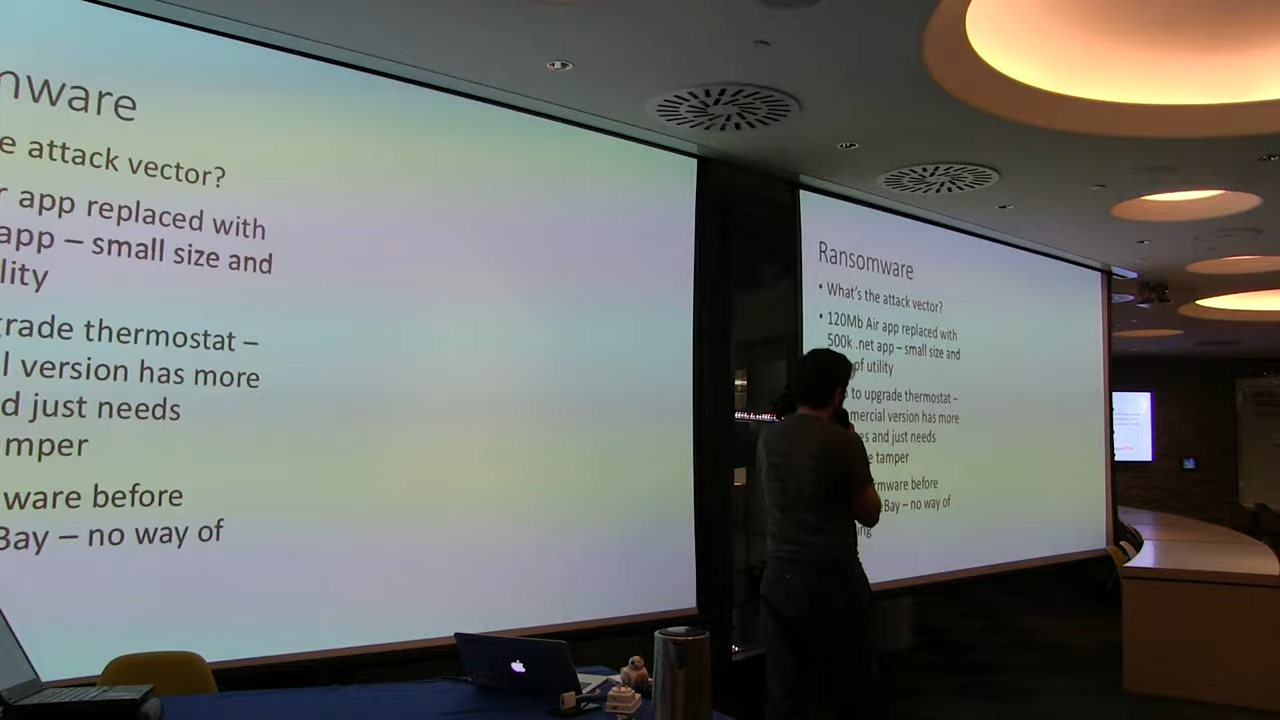 mware
e attack vector?
r app replaced with
app – small size and
lity
grade thermostat –
l version has more
d just needs
mper
ware before
Bay – no way of
Ransomware
• What's the attack vector?
• 120Mb Air app replaced with
500k .net app – small size and
of utility
to upgrade thermostat –
mercial version has more
es and just needs
e tamper
rmware before
eBay – no way of
ing